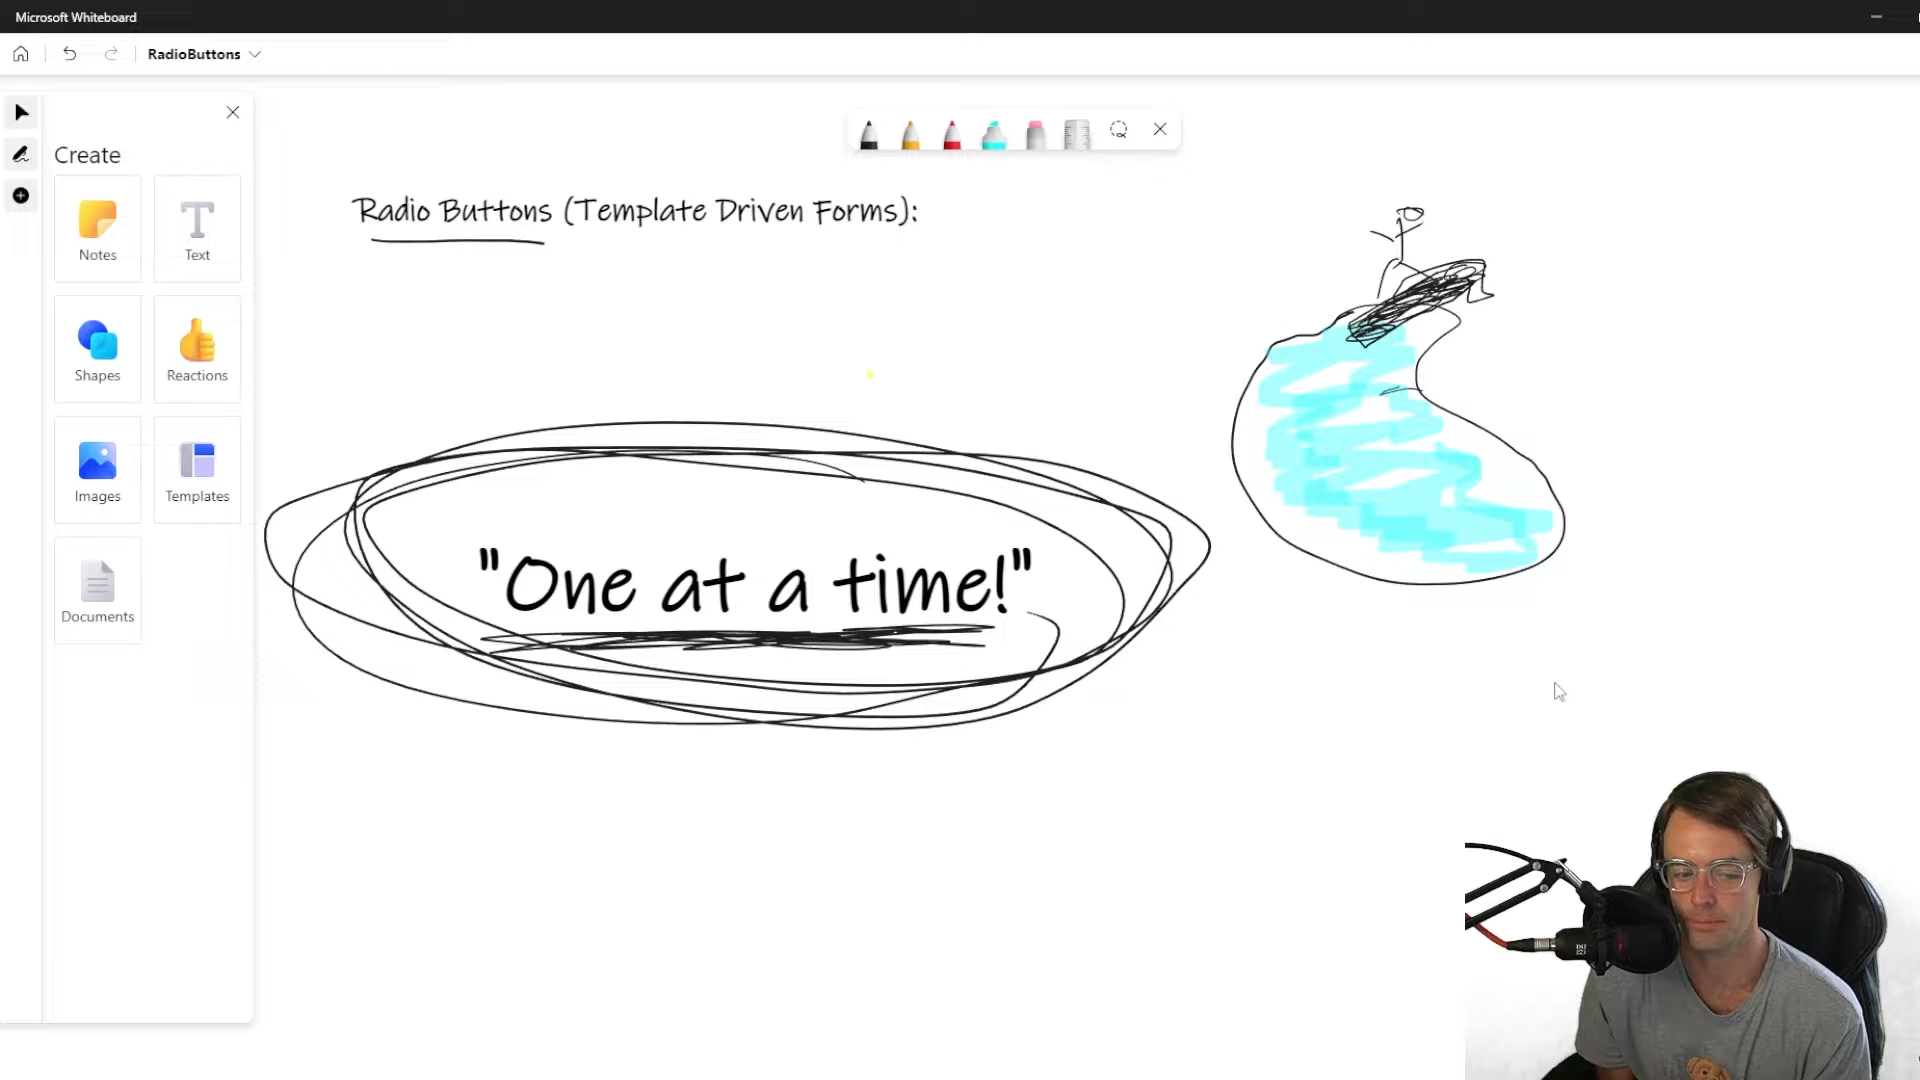 Microsoft Whiteboard
RadioButtons
Create
Notes
Text
Shapes
Reactions
Images
Templates
Documents
Radio Buttons (Template Driven Forms):
"One at a time!"